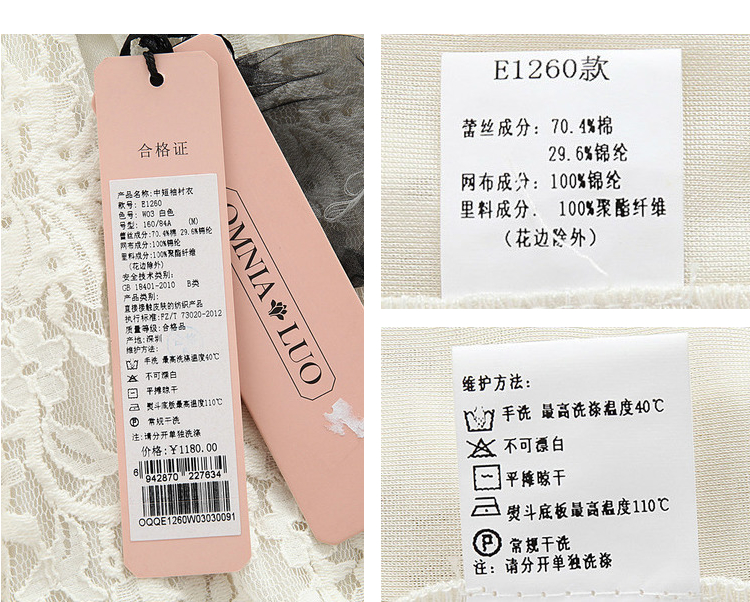 合格证
产品名称:中短袖衬衣
款号:E1260
色号:W03 白色
号型:160/84A (M)
蕾丝成分:70.4%棉 29.6%锦纶
网布成分:100%锦纶
里料成分:100%聚酯纤维
(花边除外)
安全技术类别:
GB 18401-2010 B类
产品类别:
直接接触皮肤的纺织产品
执行标准:FZ/T 73020-2012
质量等级:合格品
产地:深圳
维护方法:
手洗 最高洗涤温度40℃
不可漂白
平摊晾干
熨斗底板最高温度110℃
P 常规干洗
注:请分开单独洗涤
价格:¥1180.00
6 942870 227634
OQQE1260W03030091
OMNIA LUO
E1260款
蕾丝成分: 70.4%棉
29.6%锦纶
网布成分: 100%锦纶
里料成分: 100%聚酯纤维
(花边除外)
维护方法:
手洗 最高洗涤温度40℃
不可漂白
平摊晾干
熨斗底板最高温度110℃
P 常规干洗
注: 请分开单独洗涤